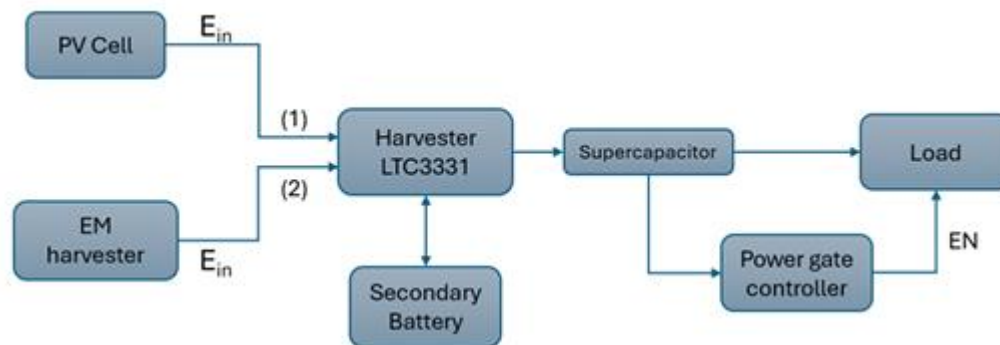 PV Cell
E_in
(1)
Harvester
LTC3331
Supercapacitor
Load
(2)
EM
harvester
E_in
EN
Power gate
controller
Secondary
Battery